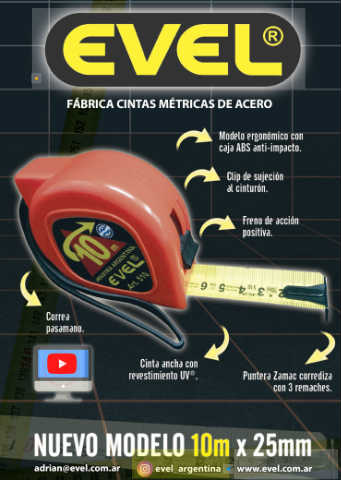 EVEL®
FÁBRICA CINTAS MÉTRICAS DE ACERO
Modelo ergonómico con
caja ABS anti-impacto.
Clip de sujeción
al cinturón.
Freno de acción
positiva.
10m
INDUSTRIA ARGENTINA
EVEL
Art. 510
Correa
pasamano.
Cinta ancha con
revestimiento UV®.
Puntera Zamac corrediza
con 3 remaches.
NUEVO MODELO 10m x 25mm
adrian@evel.com.ar evel_argentina www.evel.com.ar